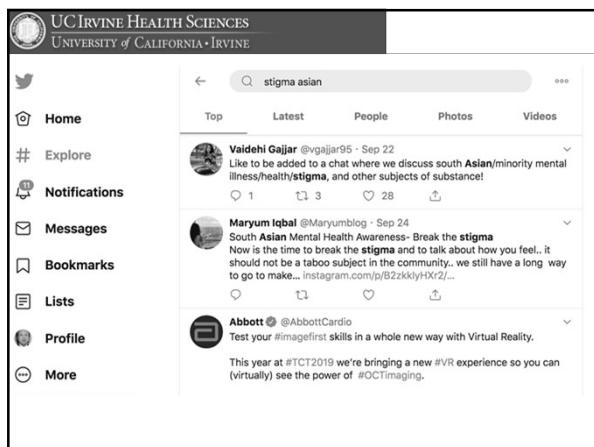 UC IRVINE HEALTH SCIENCES
UNIVERSITY of CALIFORNIA • IRVINE
stigma asian
Home
Explore
11
Notifications
Messages
Bookmarks
Lists
Profile
More
Top Latest People Photos Videos
Vaidehi Gajjar @vgajjar95 · Sep 22
Like to be added to a chat where we discuss south Asian/minority mental
illness/health/stigma, and other subjects of substance!
1 3 28
Maryum Iqbal @Maryumblog · Sep 24
South Asian Mental Health Awareness- Break the stigma
Now is the time to break the stigma and to talk about how you feel.. it
should not be a taboo subject in the community.. we still have a long way
to go to make... instagram.com/p/B2zkklyHXr2/...
Abbott @AbbottCardio
Test your #imagefirst skills in a whole new way with Virtual Reality.
This year at #TCT2019 we're bringing a new #VR experience so you can
(virtually) see the power of #OCTimaging.